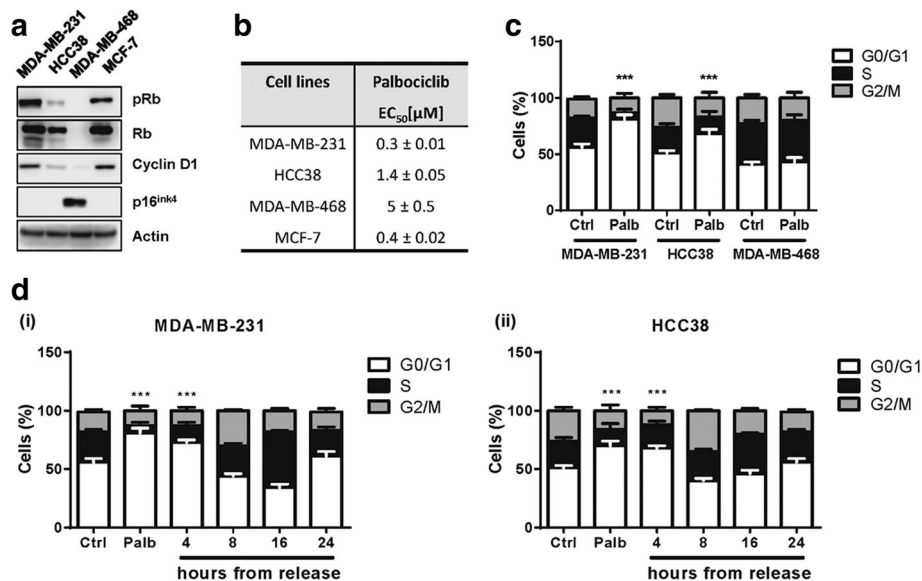 a
MDA-MB-231
HCC38
MDA-MB-468
MCF-7
pRb
Rb
Cyclin D1
p16ink4
Actin
b
Cell lines
Palbociclib
EC50[µM]
MDA-MB-231 0.3 ± 0.01
HCC38 1.4 ± 0.05
MDA-MB-468 5 ± 0.5
MCF-7 0.4 ± 0.02
c
150
100
50
0
Cells (%)
*** ***
G0/G1
S
G2/M
Ctrl Palb Ctrl Palb Ctrl Palb
MDA-MB-231 HCC38 MDA-MB-468
d
(i)
MDA-MB-231
150
100
50
0
Cells (%)
*** ***
G0/G1
S
G2/M
Ctrl Palb 4 8 16 24
hours from release
(ii)
HCC38
150
100
50
0
Cells (%)
*** ***
G0/G1
S
G2/M
Ctrl Palb 4 8 16 24
hours from release